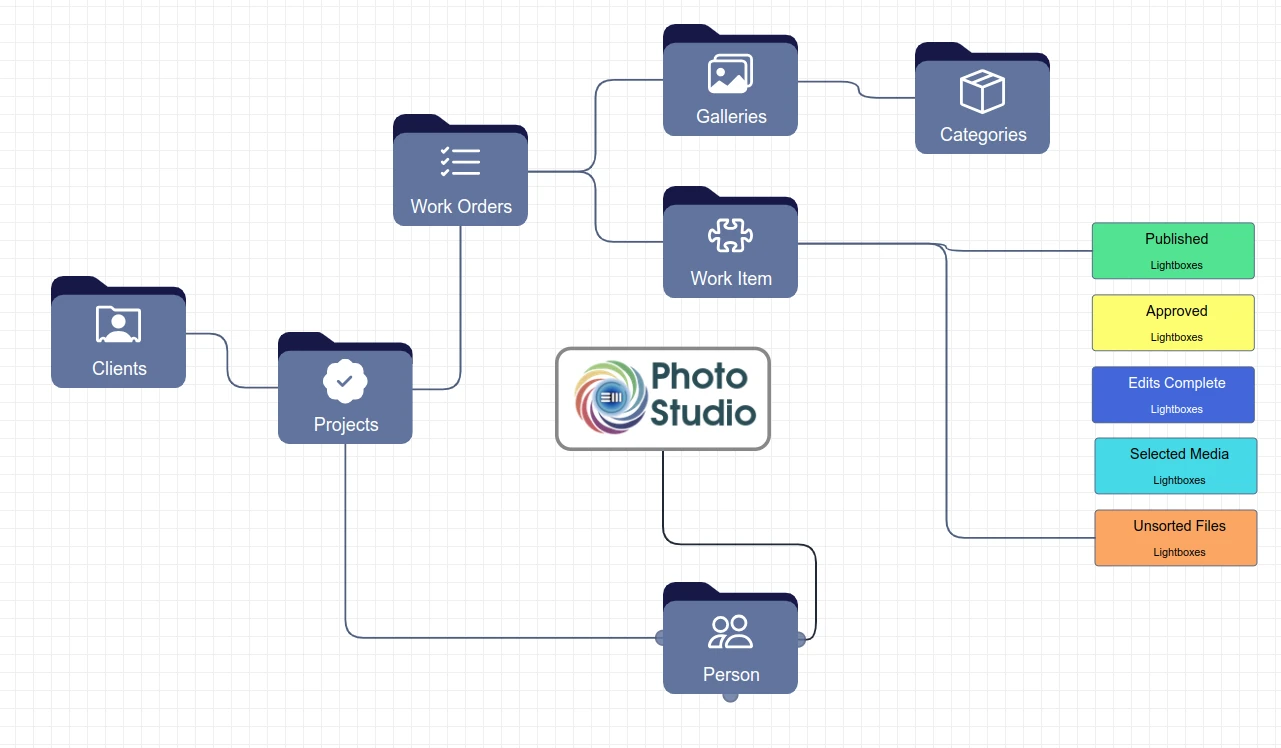 Galleries
Categories
Work Orders
Work Item
Published
Lightboxes
Approved
Lightboxes
Clients
Edits Complete
Lightboxes
Projects
Photo
Studio
Selected Media
Lightboxes
Unsorted Files
Lightboxes
Person